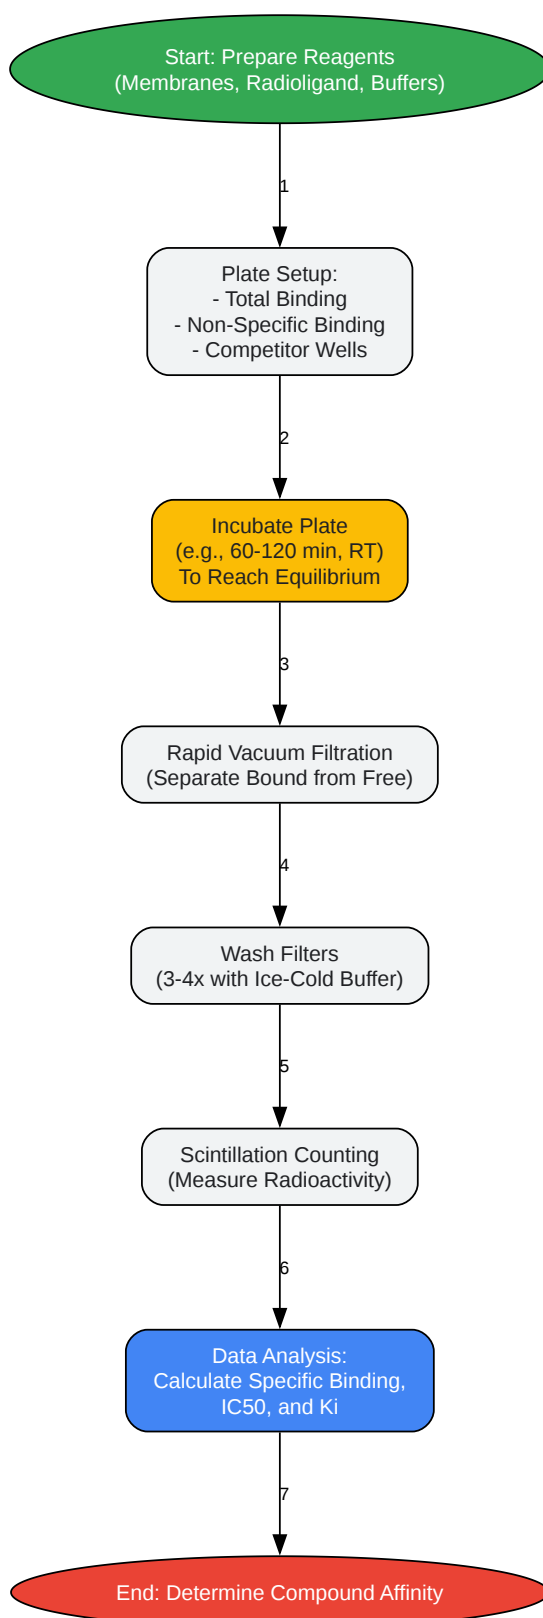 Start: Prepare Reagents
(Membranes, Radioligand, Buffers)
1
Plate Setup:
- Total Binding
- Non-Specific Binding
- Competitor Wells
2
Incubate Plate
(e.g., 60-120 min, RT)
To Reach Equilibrium
3
Rapid Vacuum Filtration
(Separate Bound from Free)
4
Wash Filters
(3-4x with Ice-Cold Buffer)
5
Scintillation Counting
(Measure Radioactivity)
6
Data Analysis:
Calculate Specific Binding,
IC50, and Ki
7
End: Determine Compound Affinity